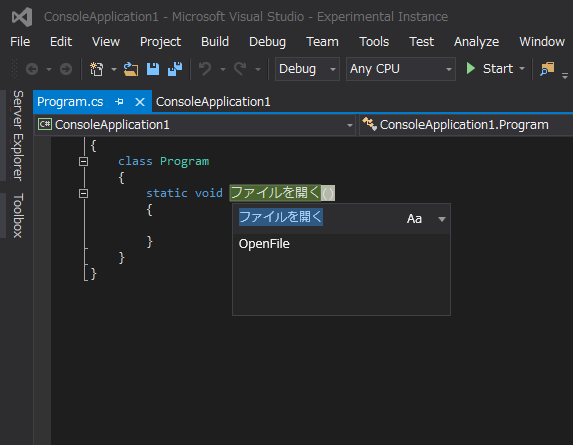 ConsoleApplication1 - Microsoft Visual Studio - Experimental Instance
File Edit View Project Build Debug Team Tools Test Analyze Window
Debug Any CPU Start
Server Explorer
Toolbox
Program.cs ConsoleApplication1
C# ConsoleApplication1 ConsoleApplication1.Program
{
class Program
{
static void ファイルを開く()
{
ファイルを開く Aa
OpenFile
}
}
}